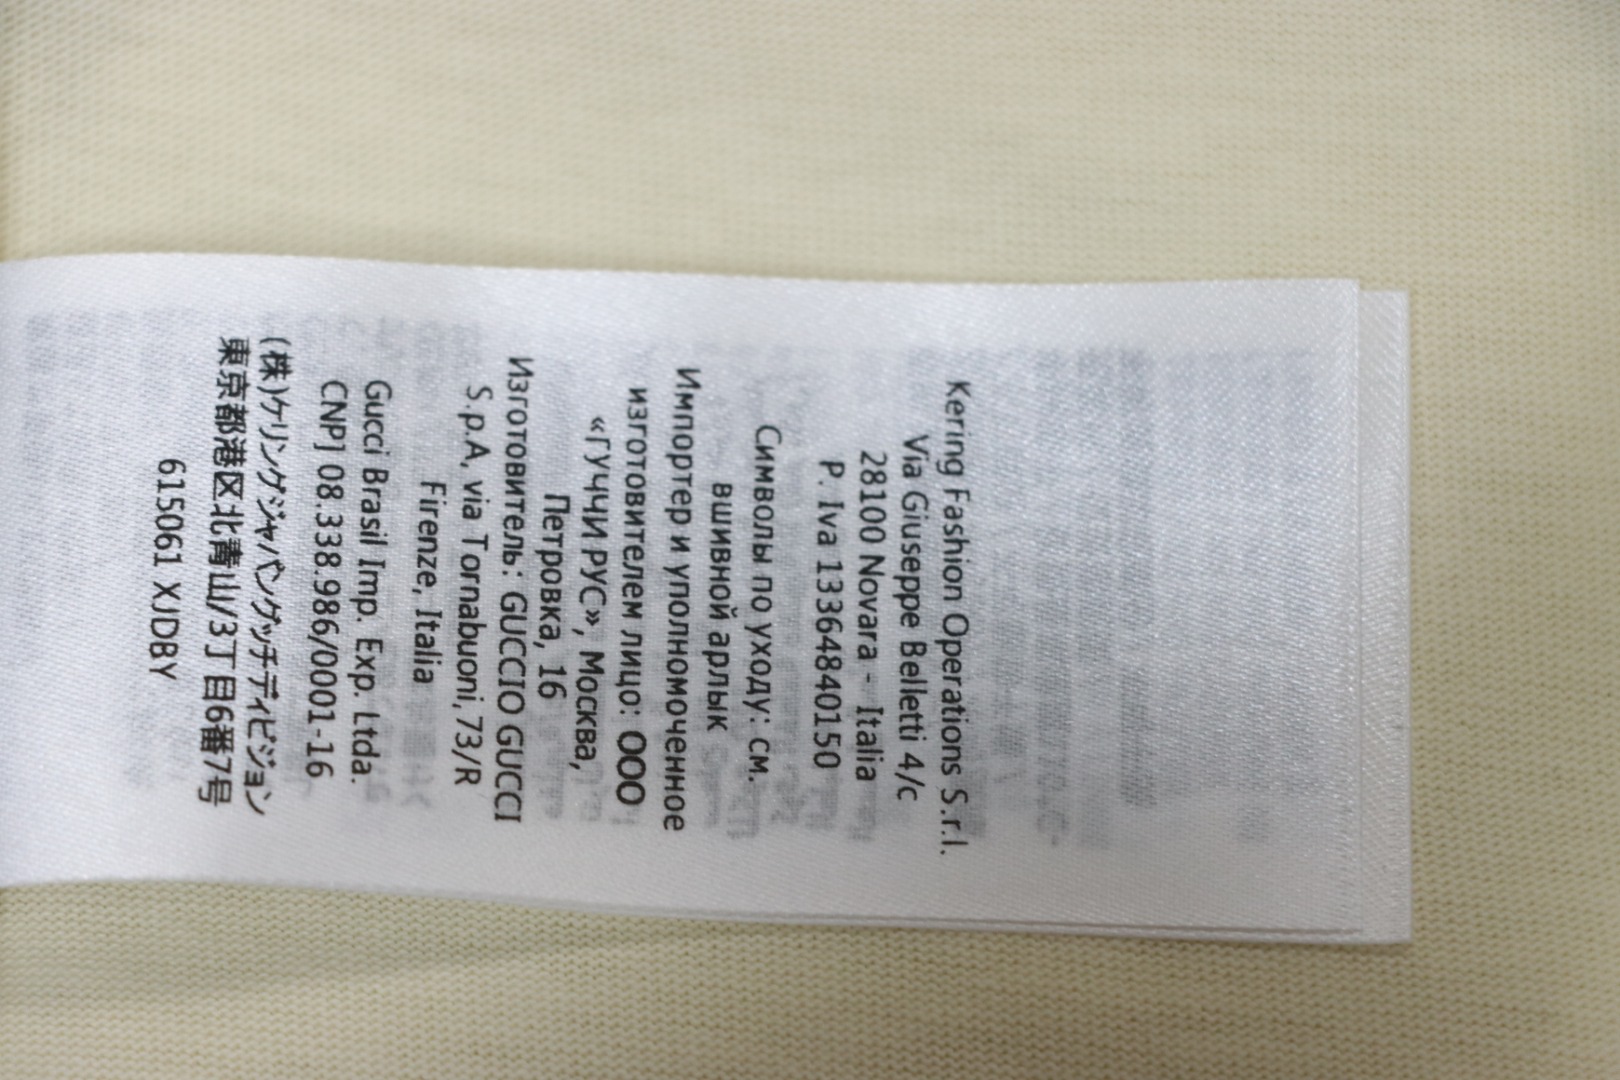 Kering Fashion Operations S.r.l.
Via Giuseppe Belletti 4/c
28100 Novara - Italia
P. Iva 13364840150
Символы по уходу: см.
вшивной арлык
Импортер и уполномоченное
изготовителем лицо: ООО
«ГУЧЧИ РУС», Москва,
Петровка, 16
Изготовитель: GUCCIO GUCCI
S.p.A, via Tornabuoni, 73/R
Firenze, Italia
Gucci Brasil Imp. Exp. Ltda.
CNPJ 08.338.986/0001-16
(株)ケリングジャパングッチディビジョン
東京都港区北青山/3丁目6番7号
615061 XJDBY